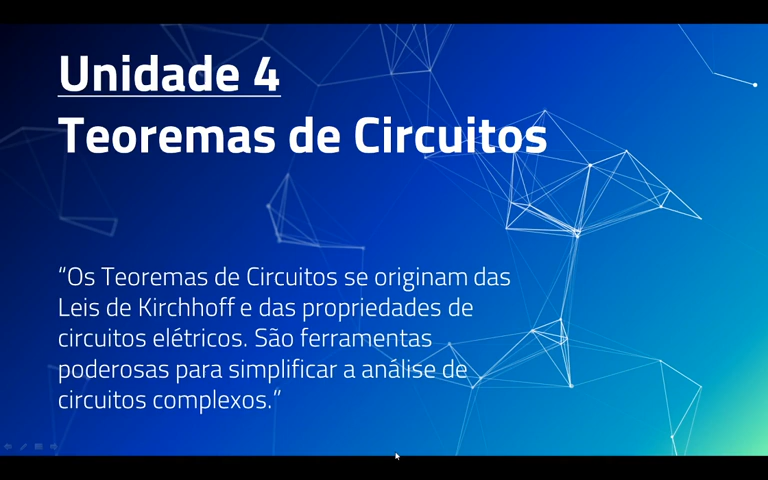 Unidade 4
Teoremas de Circuitos
“Os Teoremas de Circuitos se originam das
Leis de Kirchhoff e das propriedades de
circuitos elétricos. São ferramentas
poderosas para simplificar a análise de
circuitos complexos.”